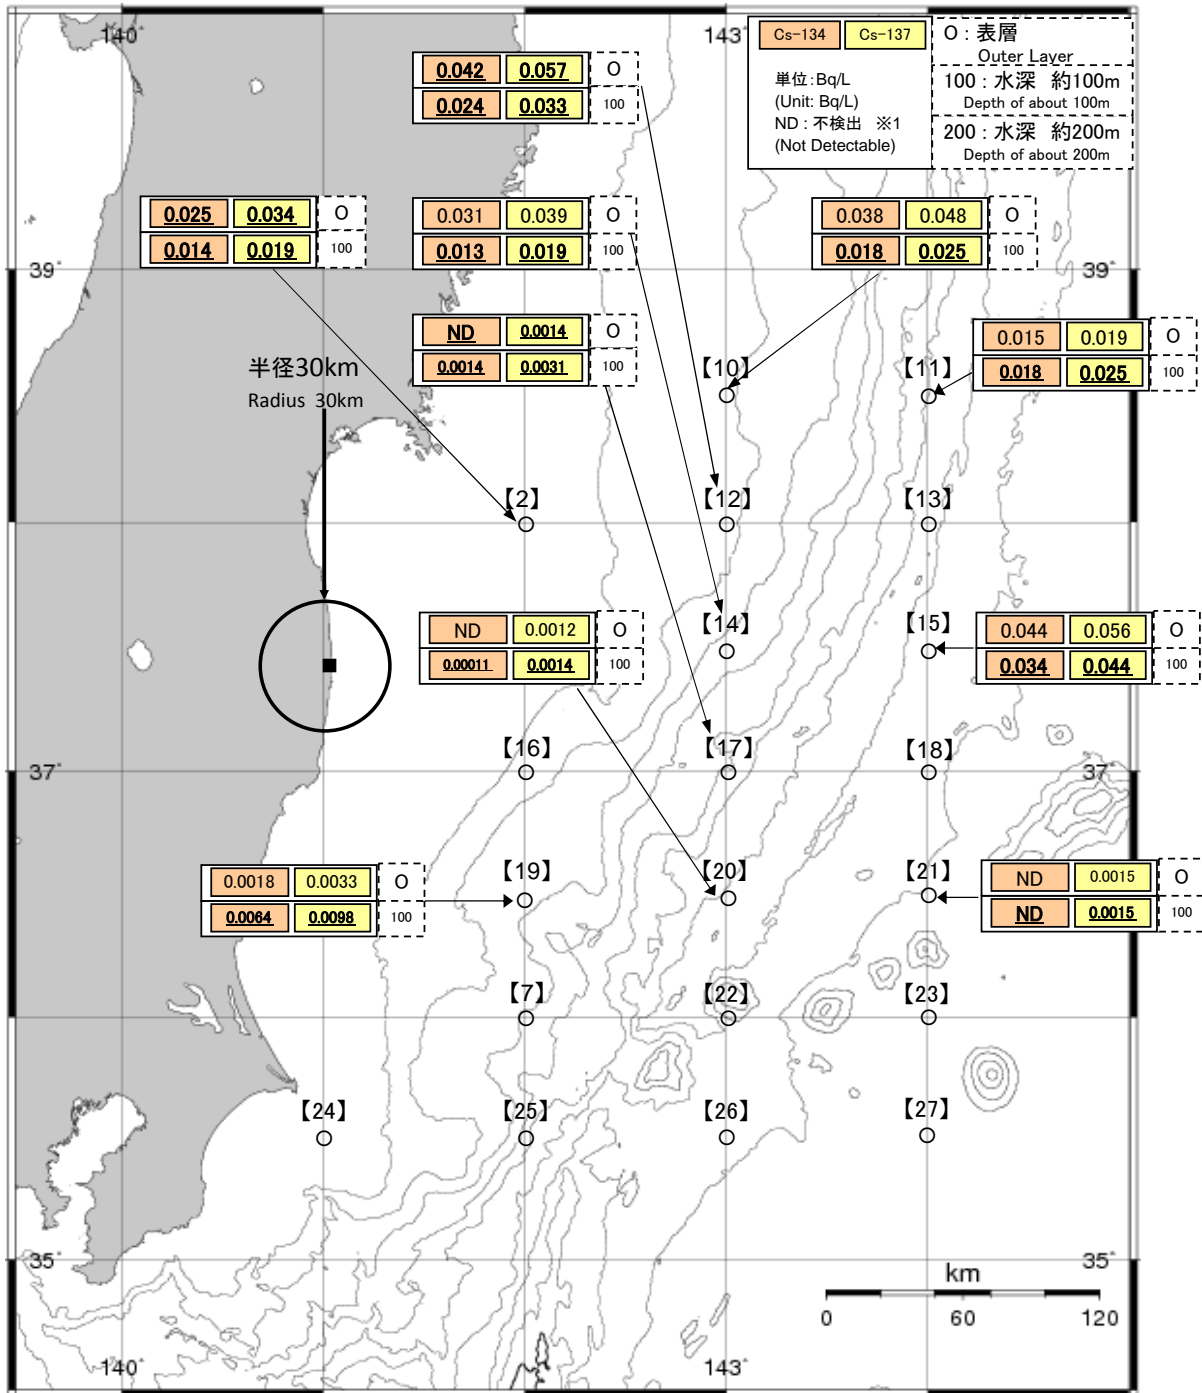 140°
143°
Cs-134 Cs-137
O : 表層
Outer Layer
単位:Bq/L
(Unit: Bq/L)
ND : 不検出 ※1
(Not Detectable)
100 : 水深 約100m
Depth of about 100m
200 : 水深 約200m
Depth of about 200m
0.042 0.057 O
0.024 0.033 100
0.025 0.034 O
0.014 0.019 100
0.031 0.039 O
0.013 0.019 100
0.038 0.048 O
0.018 0.025 100
39°
39°
ND 0.0014 O
0.0014 0.0031 100
0.015 0.019 O
0.018 0.025 100
半径30km
Radius 30km
【10】
【11】
【2】
【12】
【13】
ND 0.0012 O
0.00011 0.0014 100
【14】
【15】
0.044 0.056 O
0.034 0.044 100
【16】
【17】
【18】
37°
37°
0.0018 0.0033 O
0.0064 0.0098 100
【19】
【20】
【21】
ND 0.0015 O
ND 0.0015 100
【7】
【22】
【23】
【24】
【25】
【26】
【27】
35°
35°
km
0 60 120
140°
143°